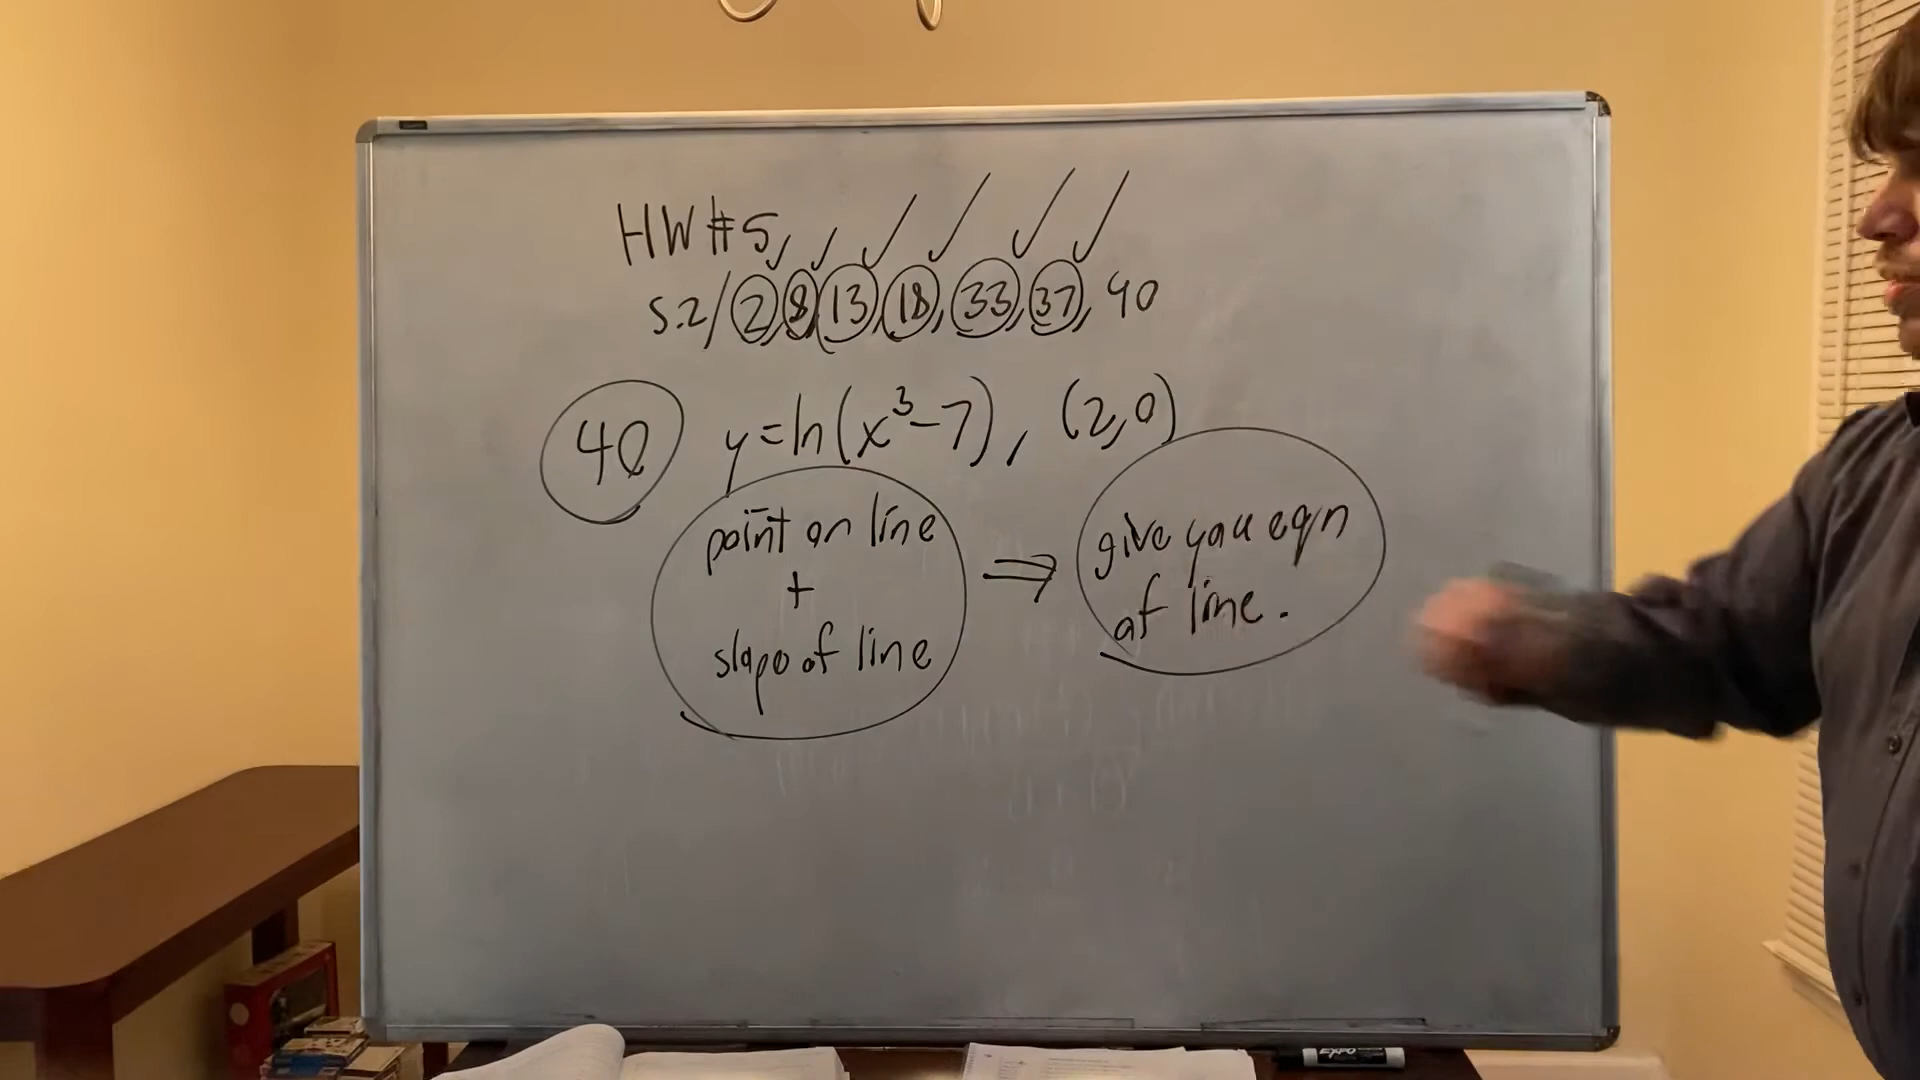 HW #5
5.2/ 2, 8, 13, 18, 33, 37, 40
40 y=ln(x³-7), (2,0)
point on line
+
slope of line
⇒
give you eqn
of line.
EXPO